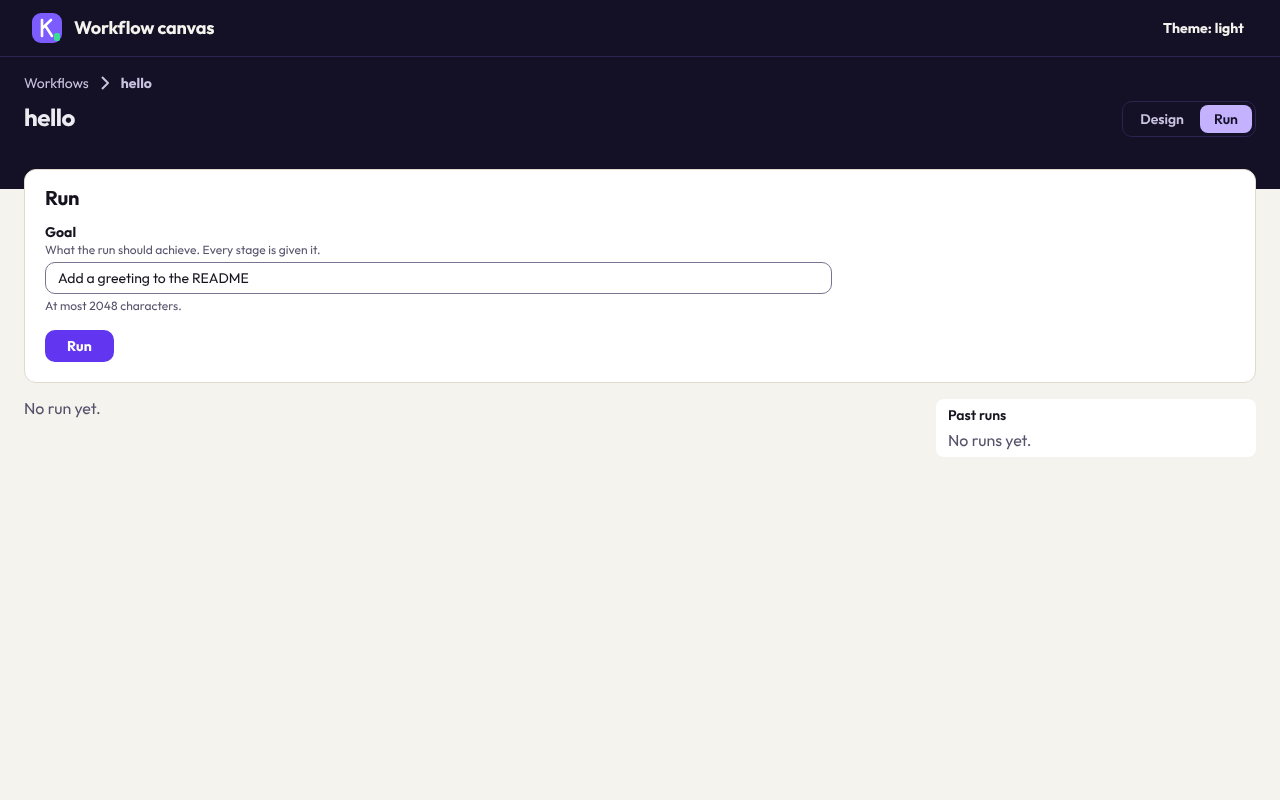 K
Workflow canvas
Theme: light
Workflows > hello
hello
Design
Run
Run
Goal
What the run should achieve. Every stage is given it.
Add a greeting to the README
At most 2048 characters.
Run
No run yet.
Past runs
No runs yet.